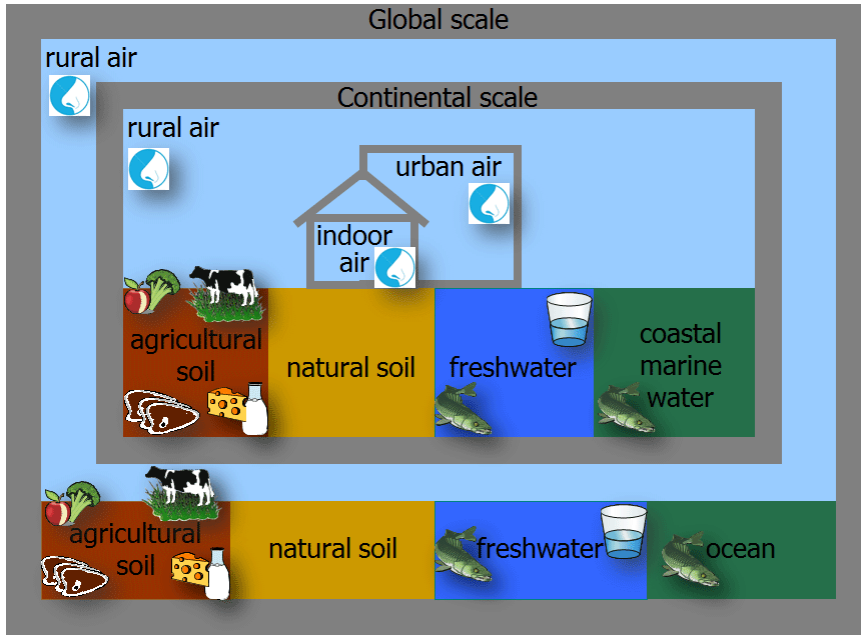 Global scale
rural air
Continental scale
rural air
urban air
indoor
air
agricultural
soil
natural soil
freshwater
coastal
marine
water
agricultural
soil
natural soil
freshwater
ocean